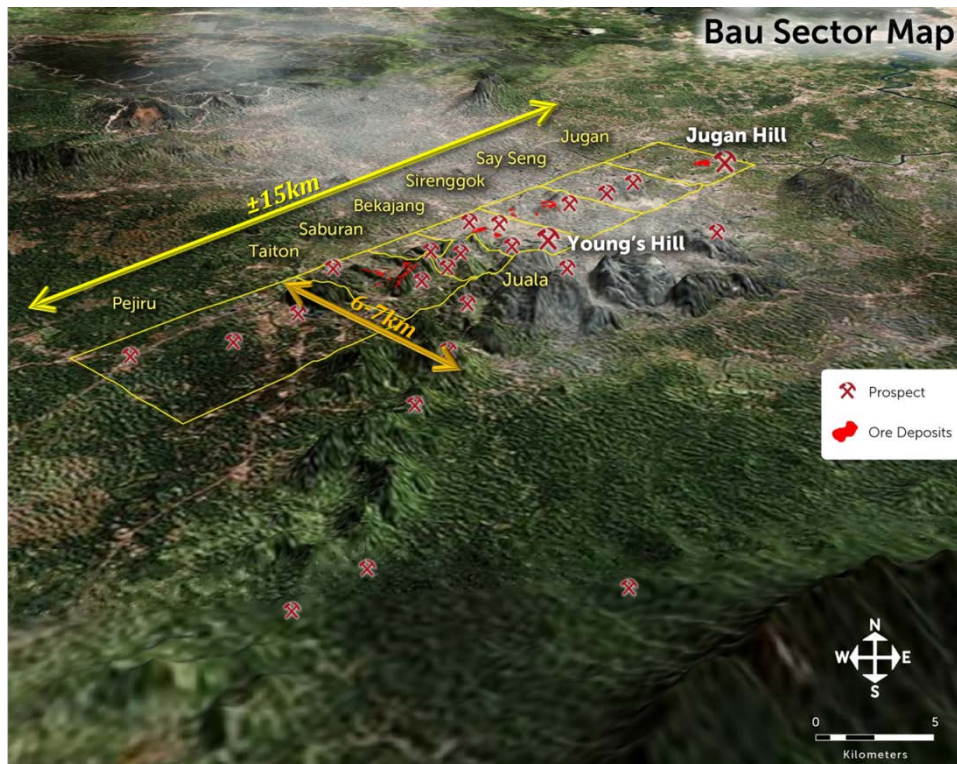 Bau Sector Map
Jugan Hill
Jugan
Say Seng
Sirenggok
Bekajang
Saburan
Taiton
Pejiru
±15km
Young's Hill
Juala
6-7km
Prospect
Ore Deposits
N
W E
S
0 5
Kilometers